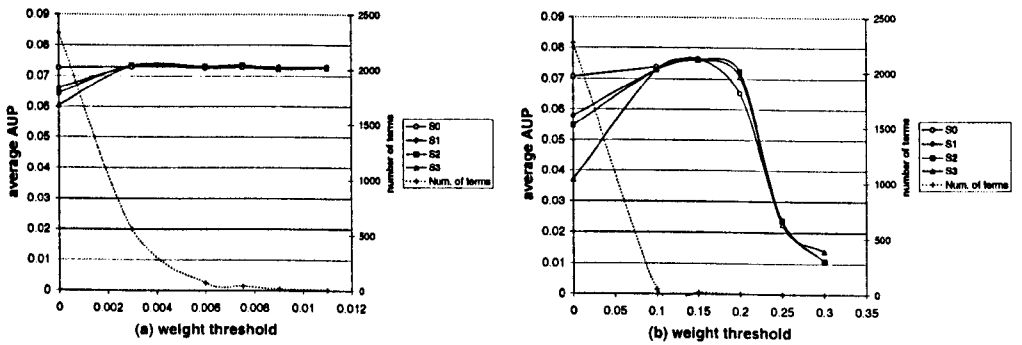 0.09
0.08
0.07
0.06
0.05
0.04
0.03
0.02
0.01
0
average AUP
0 0.002 0.004 0.006 0.006 0.01 0.012
(a) weight threshold
2500
2000
1500
1000
500
0
number of terms
S0
S1
S2
S3
Num. of terms
0.09
0.08
0.07
0.06
0.05
0.04
0.03
0.02
0.01
0
average AUP
0 0.05 0.1 0.15 0.2 0.25 0.3 0.35
(b) weight threshold
2500
2000
1500
1000
500
0
number of terms
S0
S1
S2
S3
Num. of terms